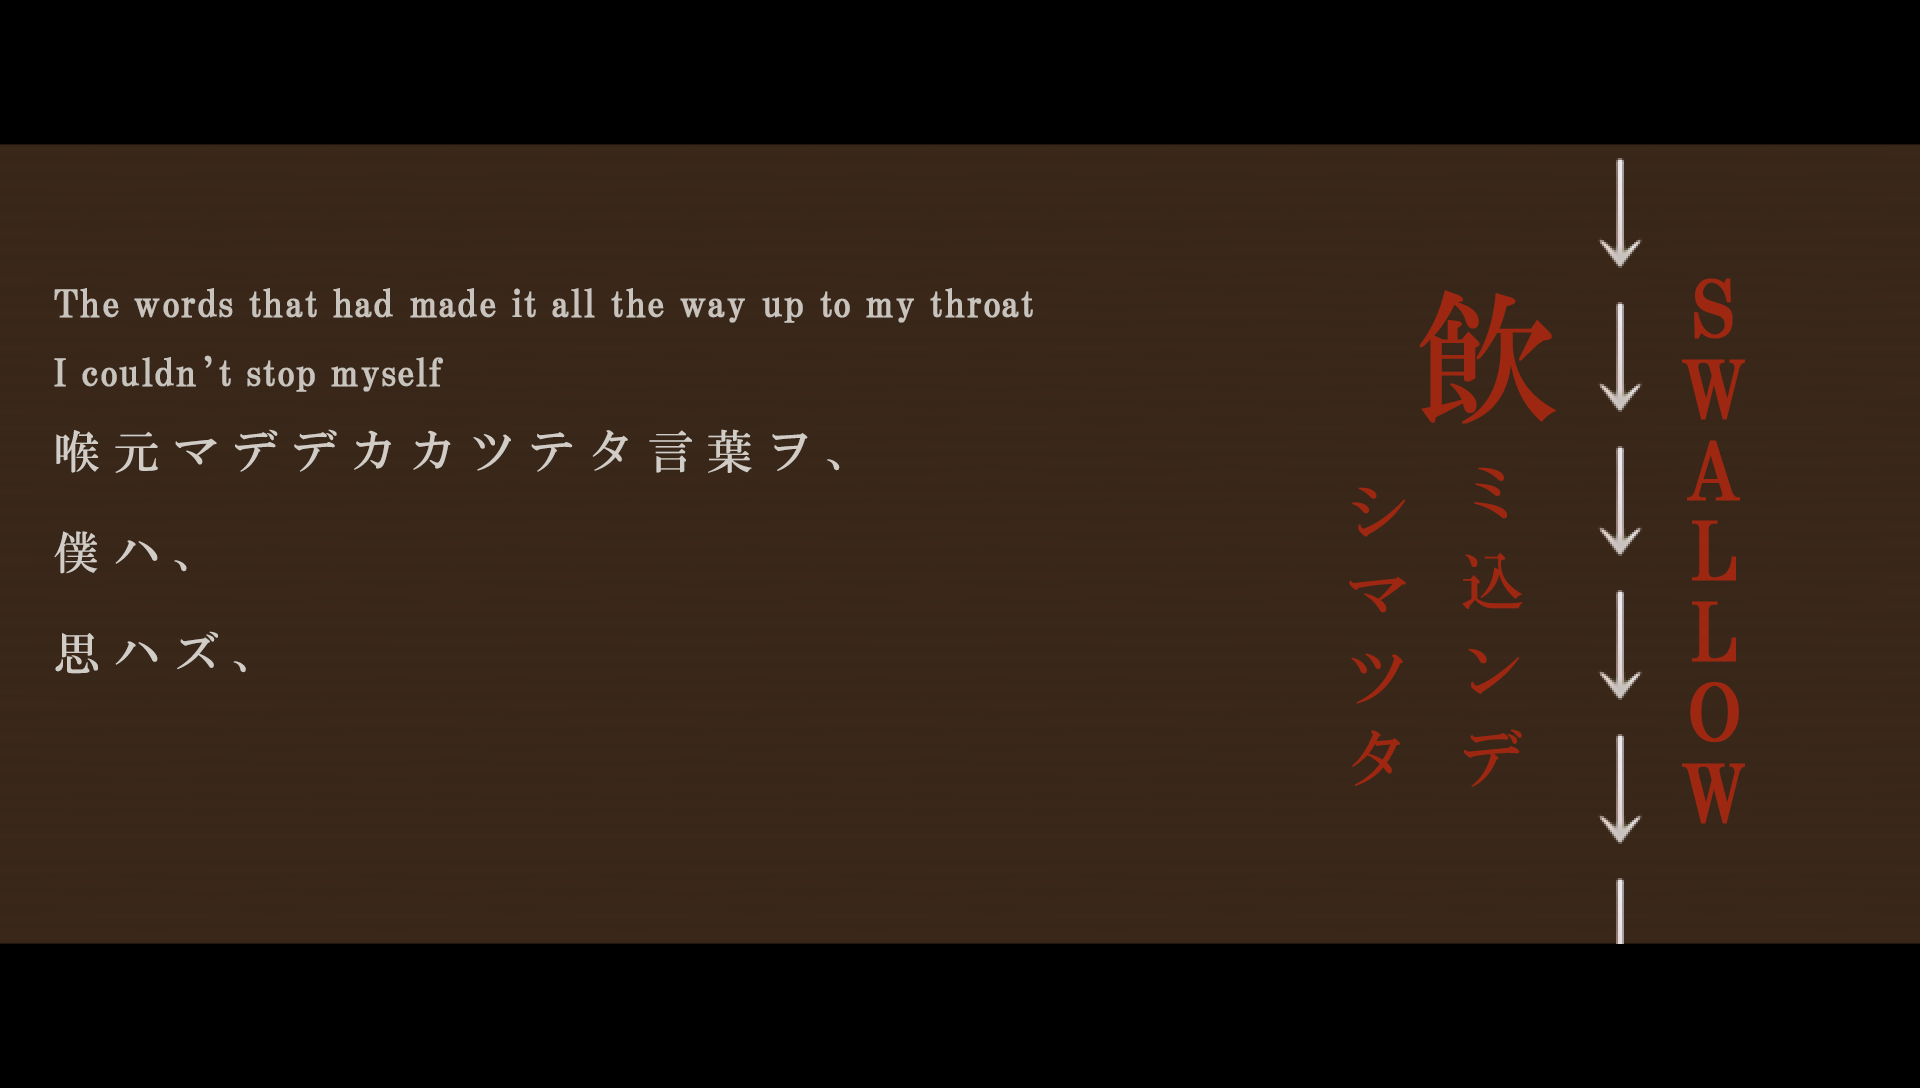 The words that had made it all the way up to my throat
I couldn’t stop myself
喉元マデデカカツテタ言葉ヲ、
僕ハ、
思ハズ、
飲ミ込ンデ
シマツタ
SWALLOW